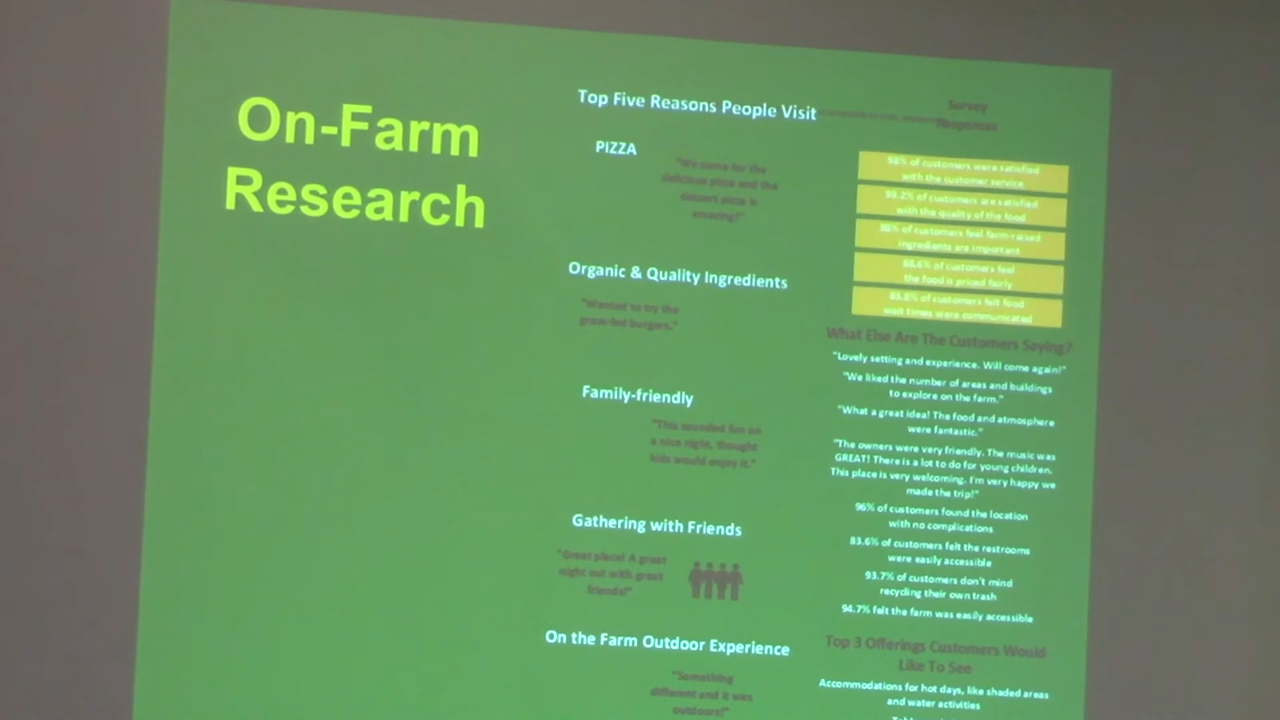 On-Farm
Research
Top Five Reasons People Visit
PIZZA
"We come for the
delicious pizza and the
dessert pizza is
amazing!"
Organic & Quality Ingredients
"Wanted to try the
grass-fed burgers."
Family-friendly
"This sounded fun on
a nice night, thought
kids would enjoy it."
Gathering with Friends
"Great place! A great
night out with great
friends!"
On the Farm Outdoor Experience
"Something
different and it was
outdoors!"
Survey
Responses
98% of customers were satisfied
with the customer service
99.2% of customers are satisfied
with the quality of the food
of customers feel farm-raised
ingredients are important
of customers feel
the food is priced fairly
of customers felt food
wait times were communicated
What Else Are The Customers Saying?
"Lovely setting and experience. Will come again!"
"We liked the number of areas and buildings
to explore on the farm."
"What a great idea! The food and atmosphere
were fantastic."
"The owners were very friendly. The music was
GREAT! There is a lot to do for young children.
This place is very welcoming. I'm very happy we
made the trip!"
96% of customers found the location
with no complications
83.6% of customers felt the restrooms
were easily accessible
93.7% of customers don't mind
recycling their own trash
94.7% felt the farm was easily accessible
Top 3 Offerings Customers Would
Like To See
Accommodations for hot days, like shaded areas
and water activities